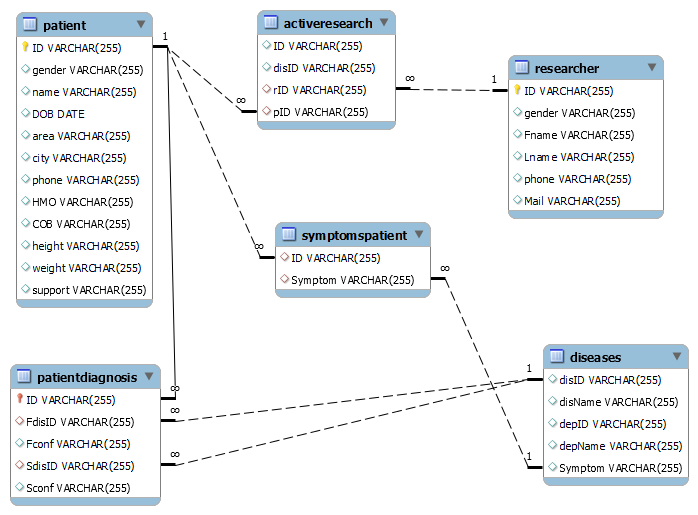 patient
ID VARCHAR(255)
gender VARCHAR(255)
name VARCHAR(255)
DOB DATE
area VARCHAR(255)
city VARCHAR(255)
phone VARCHAR(255)
HMO VARCHAR(255)
COB VARCHAR(255)
height VARCHAR(255)
weight VARCHAR(255)
support VARCHAR(255)
1
activeresearch
ID VARCHAR(255)
disID VARCHAR(255)
rID VARCHAR(255)
pID VARCHAR(255)
∞
∞
1
researcher
ID VARCHAR(255)
gender VARCHAR(255)
Fname VARCHAR(255)
Lname VARCHAR(255)
phone VARCHAR(255)
Mail VARCHAR(255)
∞
symptomspatient
ID VARCHAR(255)
Symptom VARCHAR(255)
∞
patientdiagnosis
ID VARCHAR(255)
FdisID VARCHAR(255)
Fconf VARCHAR(255)
SdisID VARCHAR(255)
Sconf VARCHAR(255)
∞
∞
∞
1
1
diseases
disID VARCHAR(255)
disName VARCHAR(255)
depID VARCHAR(255)
depName VARCHAR(255)
Symptom VARCHAR(255)